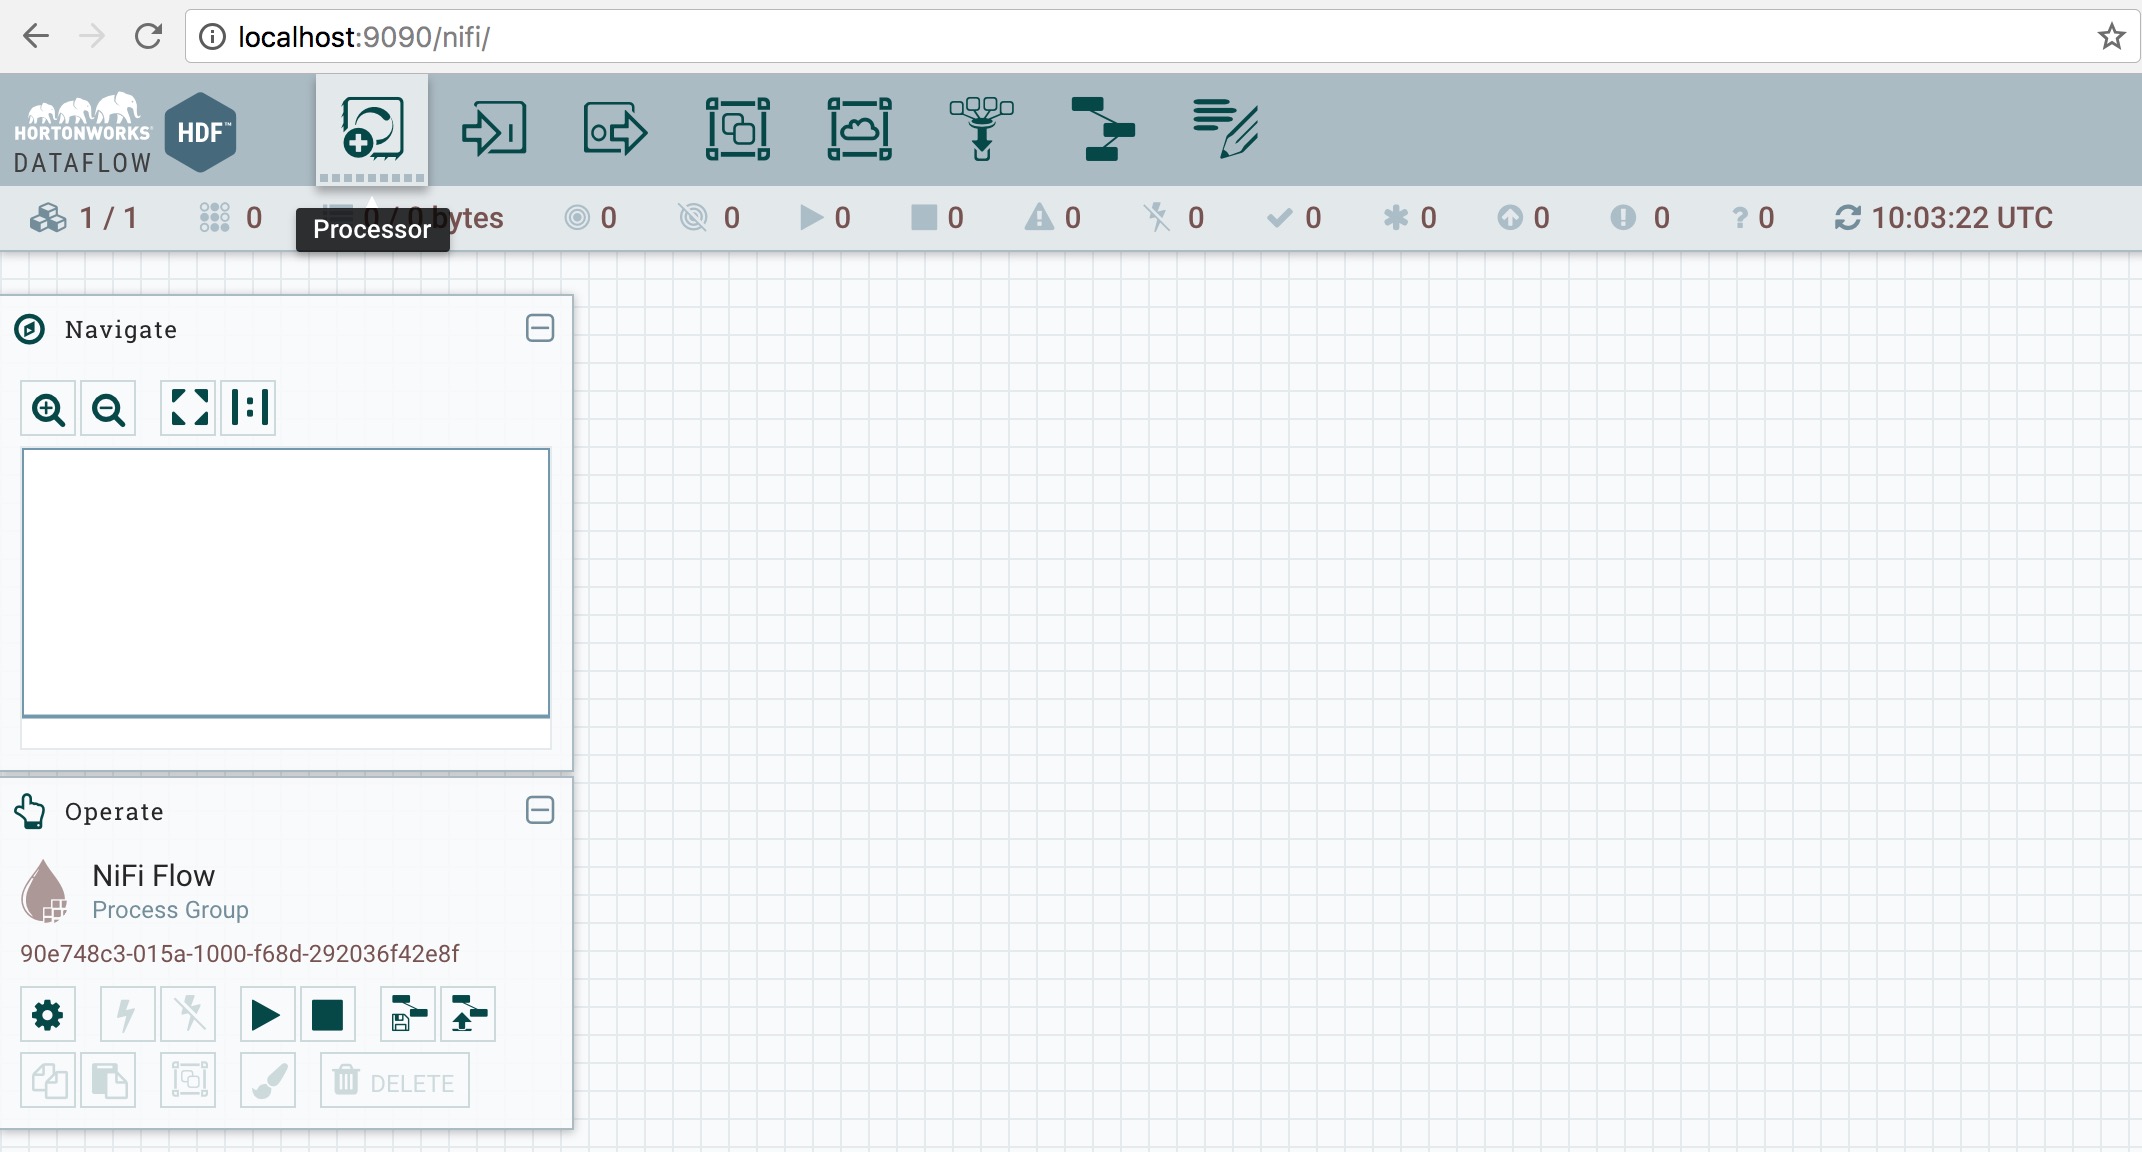 localhost:9090/nifi/
HORTONWORKS
DATAFLOW
HDF™
1 / 1
0
0 / 0 bytes
0
0
0
0
0
0
0
0
0
0
? 0
10:03:22 UTC
Processor
Navigate
Operate
NiFi Flow
Process Group
90e748c3-015a-1000-f68d-292036f42e8f
DELETE